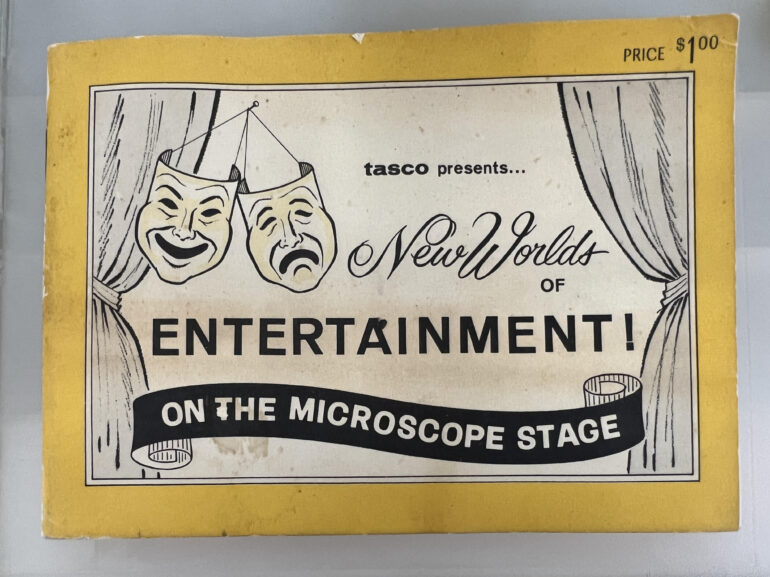 PRICE $1.00
tasco presents...
New Worlds
OF
ENTERTAINMENT!
ON THE MICROSCOPE STAGE